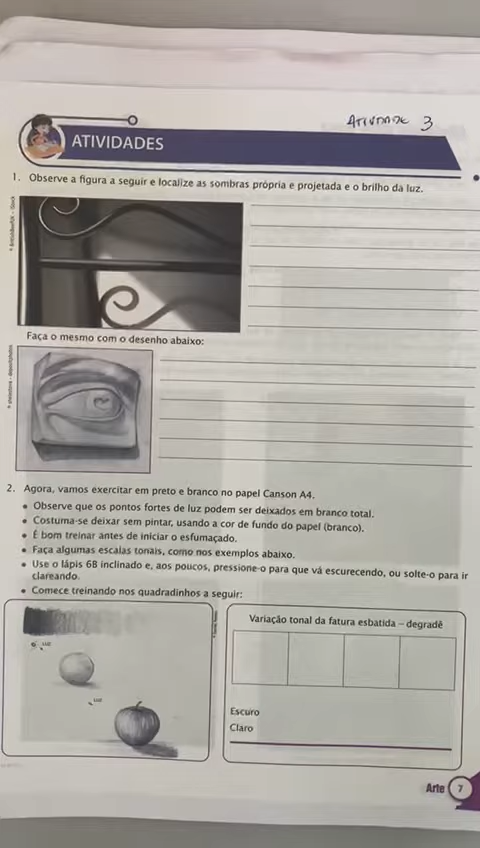 ATIVIDADE 3
ATIVIDADES
1. Observe a figura a seguir e localize as sombras própria e projetada e o brilho da luz.
Faça o mesmo com o desenho abaixo:
2. Agora, vamos exercitar em preto e branco no papel Canson A4.
• Observe que os pontos fortes de luz podem ser deixados em branco total.
• Costuma-se deixar sem pintar, usando a cor de fundo do papel (branco).
• É bom treinar antes de iniciar o esfumaçado.
• Faça algumas escalas tonais, como nos exemplos abaixo.
• Use o lápis 6B inclinado e, aos poucos, pressione-o para que vá escurecendo, ou solte-o para ir
clareando.
• Comece treinando nos quadradinhos a seguir:
LUZ
LUZ
Variação tonal da fatura esbatida – degradê
Escuro
Claro
Arte 7